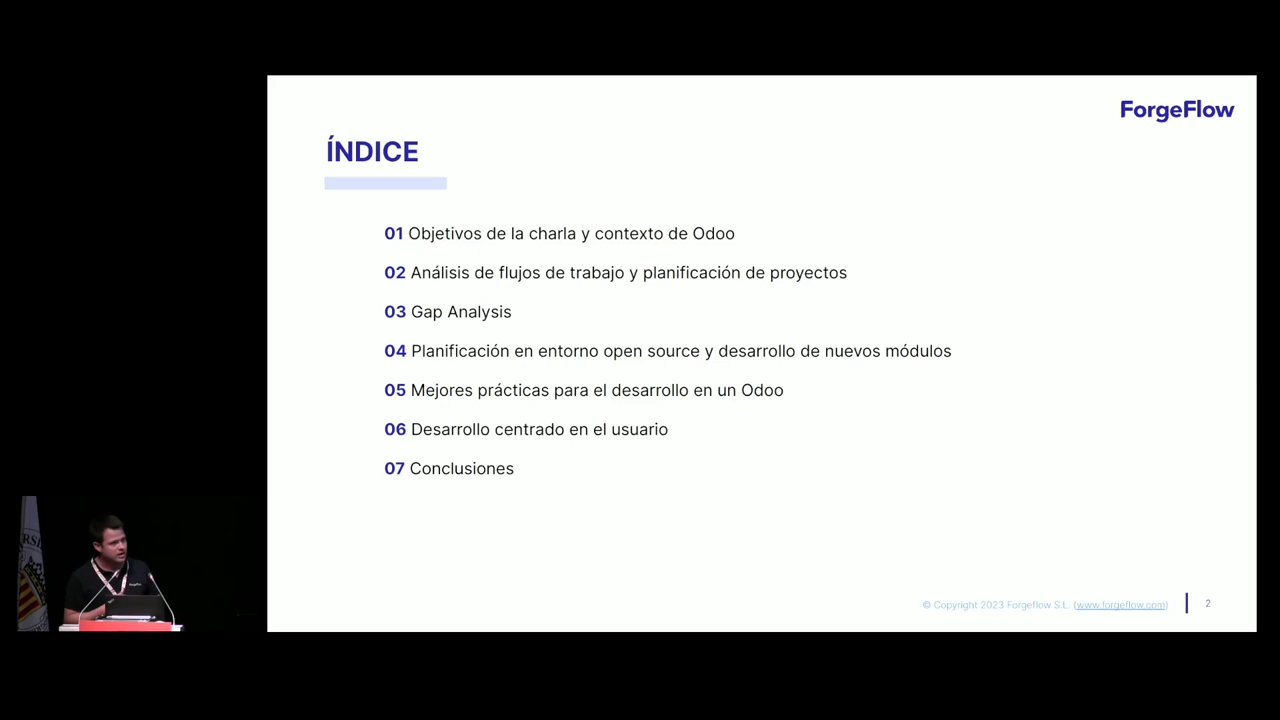 ForgeFlow
ÍNDICE
01 Objetivos de la charla y contexto de Odoo
02 Análisis de flujos de trabajo y planificación de proyectos
03 Gap Analysis
04 Planificación en entorno open source y desarrollo de nuevos módulos
05 Mejores prácticas para el desarrollo en un Odoo
06 Desarrollo centrado en el usuario
07 Conclusiones
© Copyright 2023 Forgeflow S.L. (www.forgeflow.com) 2